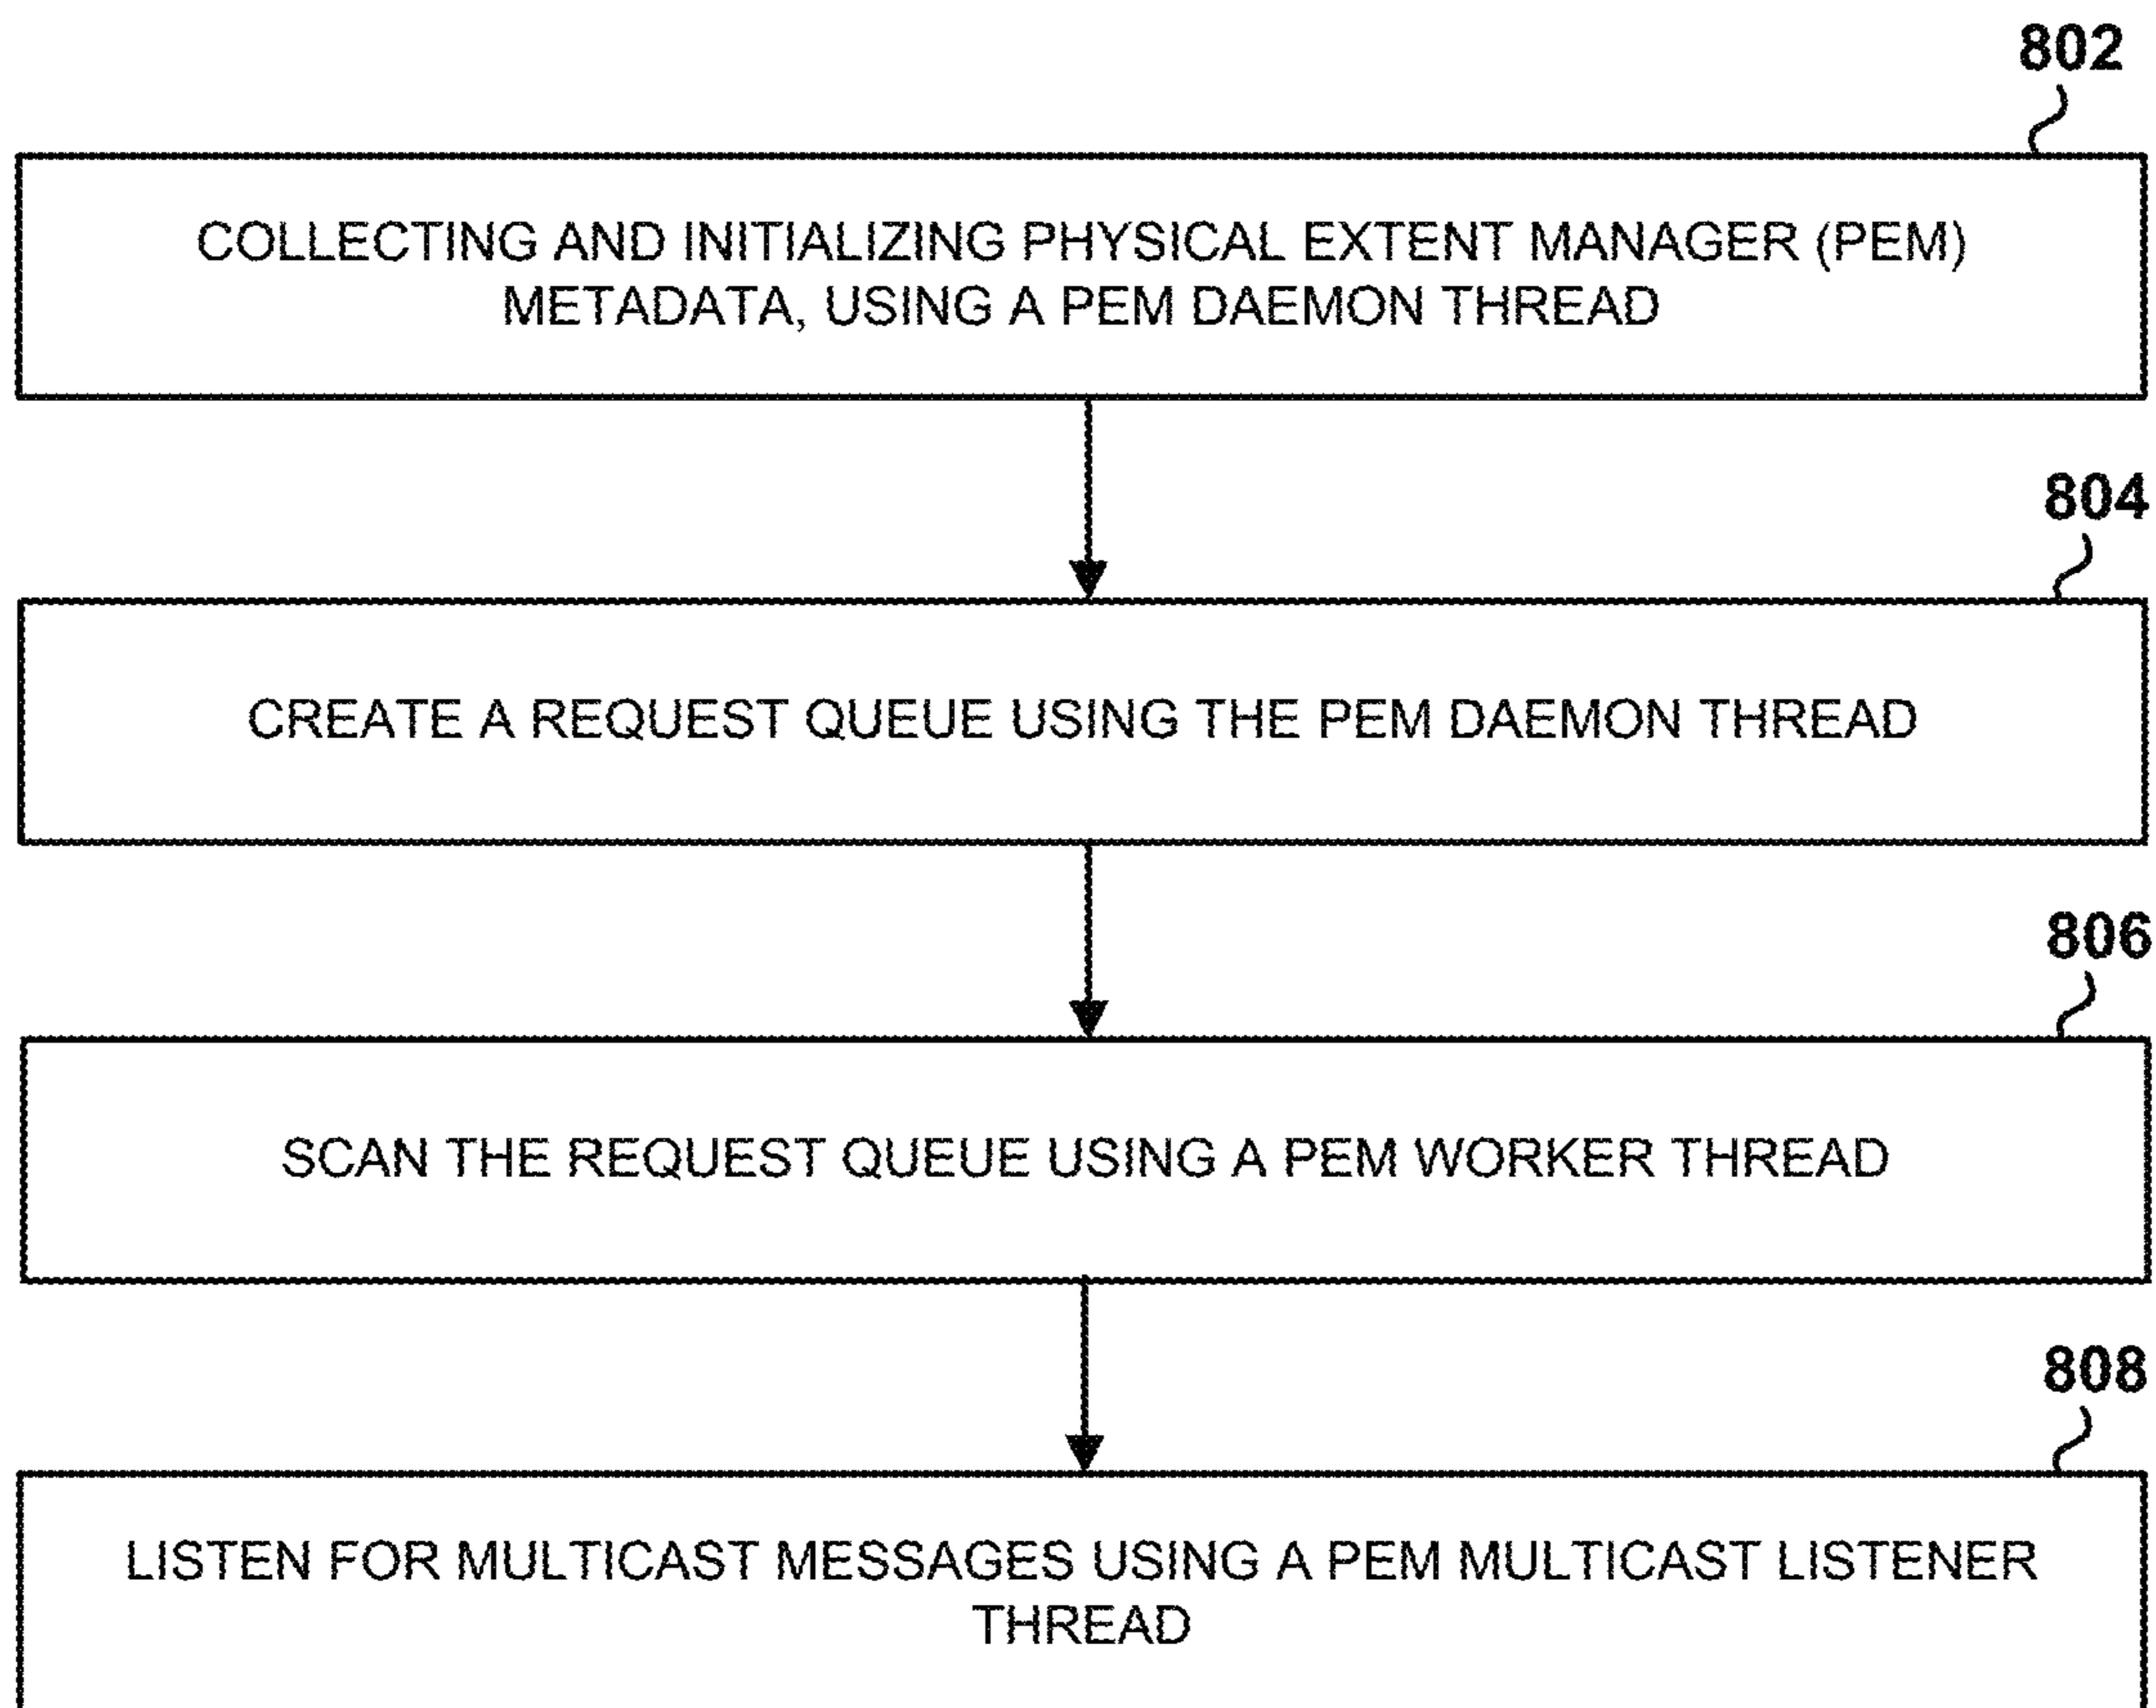 802
COLLECTING AND INITIALIZING PHYSICAL EXTENT MANAGER (PEM)
METADATA, USING A PEM DAEMON THREAD
804
CREATE A REQUEST QUEUE USING THE PEM DAEMON THREAD
806
SCAN THE REQUEST QUEUE USING A PEM WORKER THREAD
808
LISTEN FOR MULTICAST MESSAGES USING A PEM MULTICAST LISTENER
THREAD